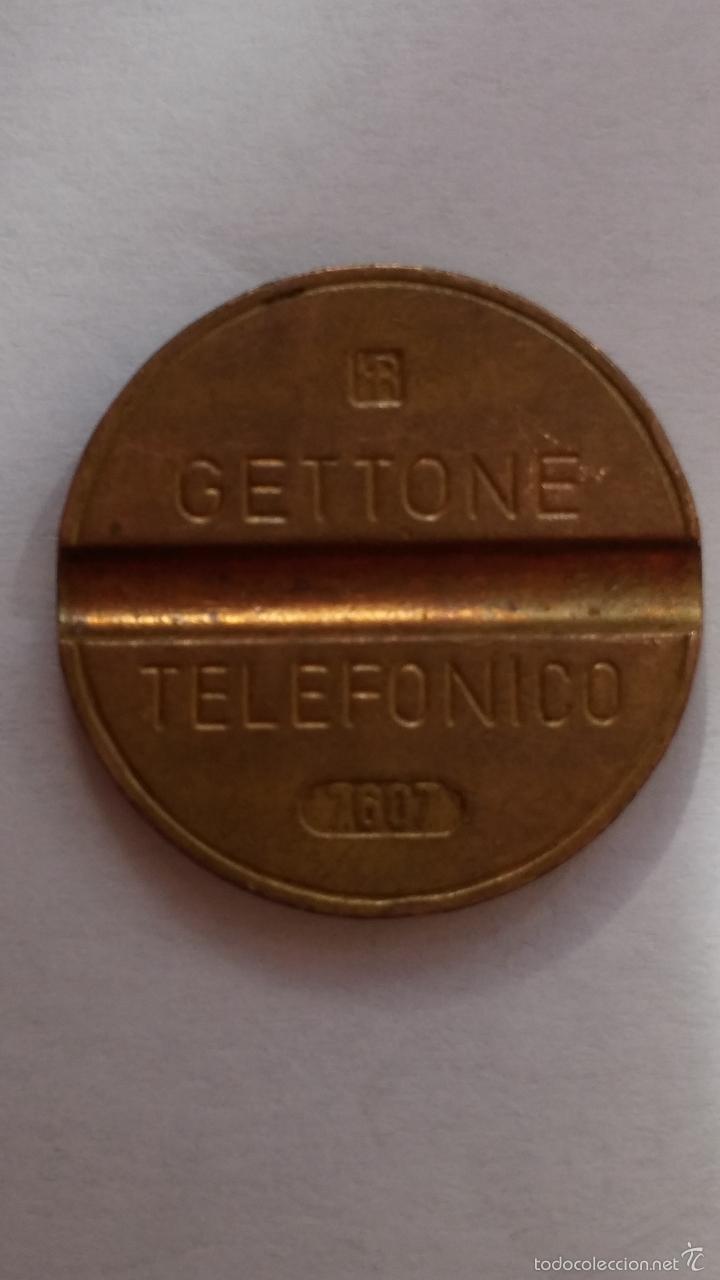 GETTONE
TELEFONICO
7607
todocoleccion.net